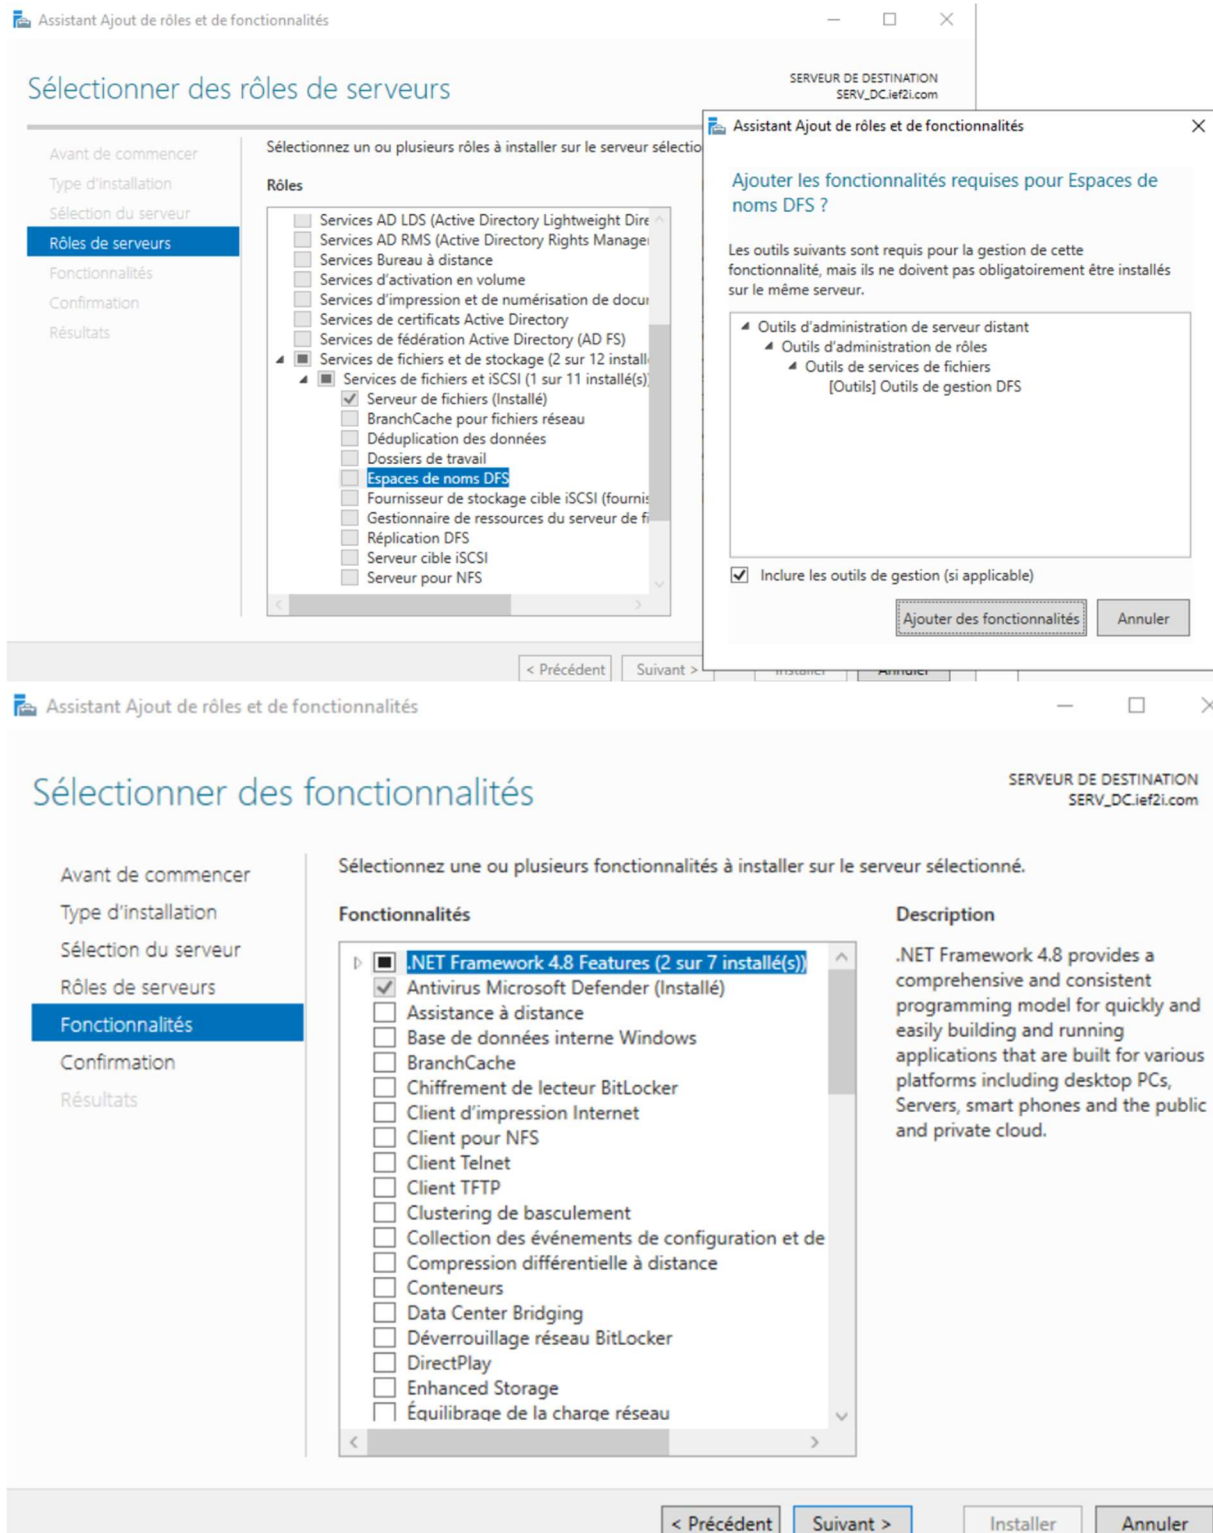 Assistant Ajout de rôles et de fonctionnalités
Sélectionner des rôles de serveurs
SERVEUR DE DESTINATION
SERV_DC.ief2i.com
Avant de commencer
Type d'installation
Sélection du serveur
Rôles de serveurs
Fonctionnalités
Confirmation
Résultats
Sélectionnez un ou plusieurs rôles à installer sur le serveur
Rôles
Services AD LDS (Active Directory Lightweight
Services AD RMS (Active Directory Rights
Services Bureau à distance
Services d'activation en volume
Services d'impression et de numérisation de
Services de certificats Active Directory
Services de fédération Active Directory (AD FS)
Services de fichiers et de stockage (2 sur 12
Services de fichiers et iSCSI (1 sur 11 installé(s))
Serveur de fichiers (Installé)
BranchCache pour fichiers réseau
Déduplication des données
Dossiers de travail
Espaces de noms DFS
Fournisseur de stockage cible iSCSI
Gestionnaire de ressources du serveur de
Réplication DFS
Serveur cible iSCSI
Serveur pour NFS
< Précédent
Suivant >
Installer
Annuler
Assistant Ajout de rôles et de fonctionnalités
Ajouter les fonctionnalités requises pour Espaces de
noms DFS ?
Les outils suivants sont requis pour la gestion de cette
fonctionnalité, mais ils ne doivent pas obligatoirement être installés
sur le même serveur.
Outils d'administration de serveur distant
Outils d'administration de rôles
Outils de services de fichiers
[Outils] Outils de gestion DFS
Inclure les outils de gestion (si applicable)
Ajouter des fonctionnalités
Annuler
Assistant Ajout de rôles et de fonctionnalités
Sélectionner des fonctionnalités
SERVEUR DE DESTINATION
SERV_DC.ief2i.com
Avant de commencer
Type d'installation
Sélection du serveur
Rôles de serveurs
Fonctionnalités
Confirmation
Résultats
Sélectionnez une ou plusieurs fonctionnalités à installer sur le serveur sélectionné.
Fonctionnalités
.NET Framework 4.8 Features (2 sur 7 installé(s))
Antivirus Microsoft Defender (Installé)
Assistance à distance
Base de données interne Windows
BranchCache
Chiffrement de lecteur BitLocker
Client d'impression Internet
Client pour NFS
Client Telnet
Client TFTP
Clustering de basculement
Collection des événements de configuration et de
Compression différentielle à distance
Conteneurs
Data Center Bridging
Déverrouillage réseau BitLocker
DirectPlay
Enhanced Storage
Équilibrage de la charge réseau
Description
.NET Framework 4.8 provides a
comprehensive and consistent
programming model for quickly and
easily building and running
applications that are built for various
platforms including desktop PCs,
Servers, smart phones and the public
and private cloud.
< Précédent
Suivant >
Installer
Annuler